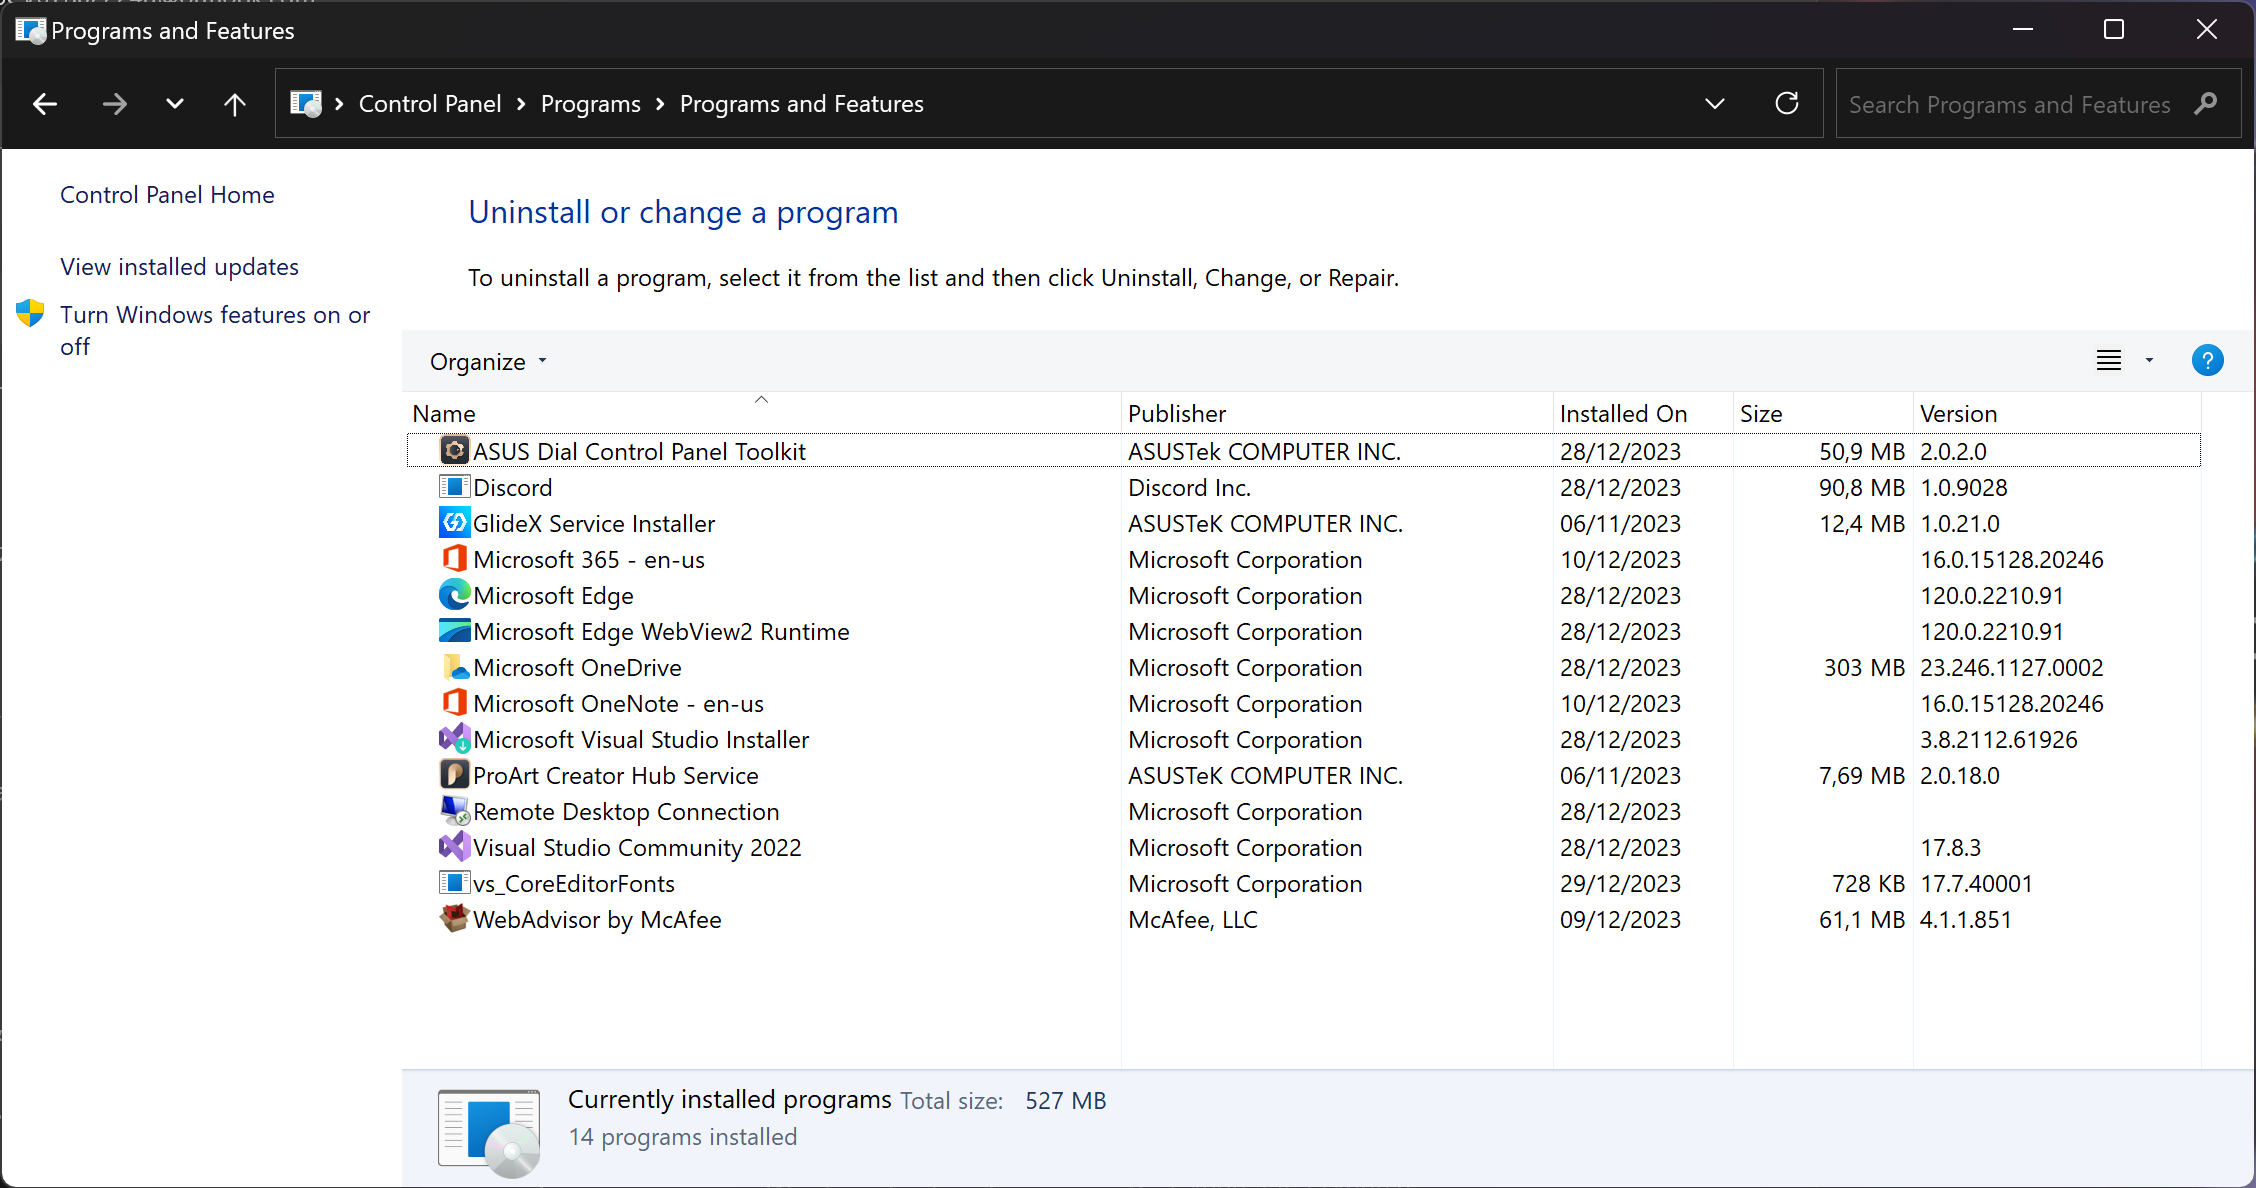 Programs and Features
Control Panel > Programs > Programs and Features
Search Programs and Features
Control Panel Home
View installed updates
Turn Windows features on or
off
Uninstall or change a program
To uninstall a program, select it from the list and then click Uninstall, Change, or Repair.
Organize
?
Name Publisher Installed On Size Version
ASUS Dial Control Panel Toolkit ASUSTek COMPUTER INC. 28/12/2023 50,9 MB 2.0.2.0
Discord Discord Inc. 28/12/2023 90,8 MB 1.0.9028
GlideX Service Installer ASUSTeK COMPUTER INC. 06/11/2023 12,4 MB 1.0.21.0
Microsoft 365 - en-us Microsoft Corporation 10/12/2023 16.0.15128.20246
Microsoft Edge Microsoft Corporation 28/12/2023 120.0.2210.91
Microsoft Edge WebView2 Runtime Microsoft Corporation 28/12/2023 120.0.2210.91
Microsoft OneDrive Microsoft Corporation 28/12/2023 303 MB 23.246.1127.0002
Microsoft OneNote - en-us Microsoft Corporation 10/12/2023 16.0.15128.20246
Microsoft Visual Studio Installer Microsoft Corporation 28/12/2023 3.8.2112.61926
ProArt Creator Hub Service ASUSTeK COMPUTER INC. 06/11/2023 7,69 MB 2.0.18.0
Remote Desktop Connection Microsoft Corporation 28/12/2023
Visual Studio Community 2022 Microsoft Corporation 28/12/2023 17.8.3
vs_CoreEditorFonts Microsoft Corporation 29/12/2023 728 KB 17.7.40001
WebAdvisor by McAfee McAfee, LLC 09/12/2023 61,1 MB 4.1.1.851
Currently installed programs Total size: 527 MB
14 programs installed